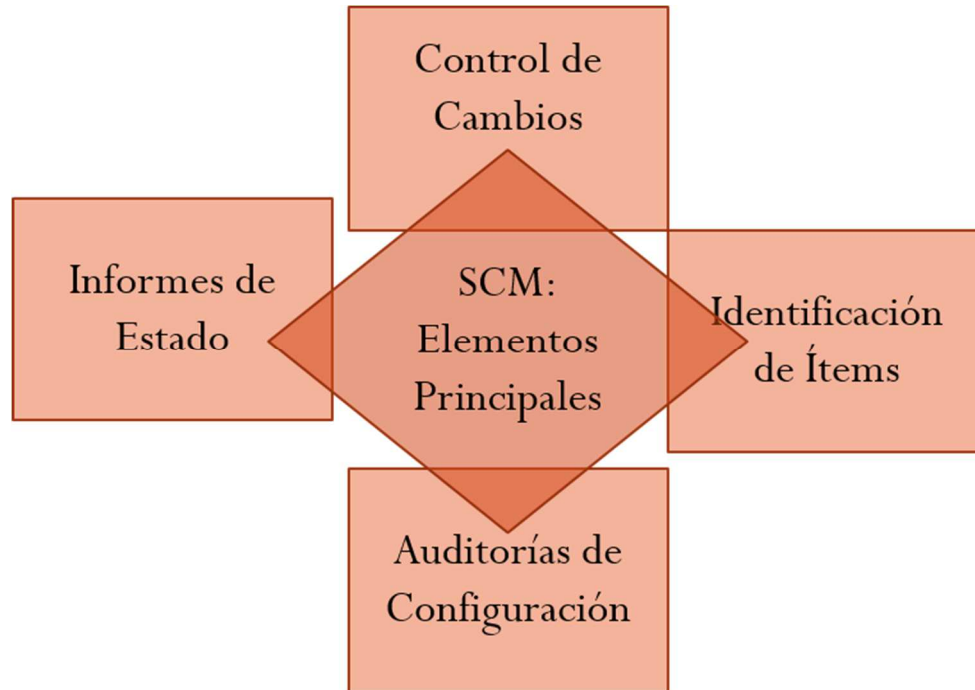 Control de
Cambios
Informes de
Estado
SCM:
Elementos
Principales
Identificación
de Ítems
Auditorías de
Configuración